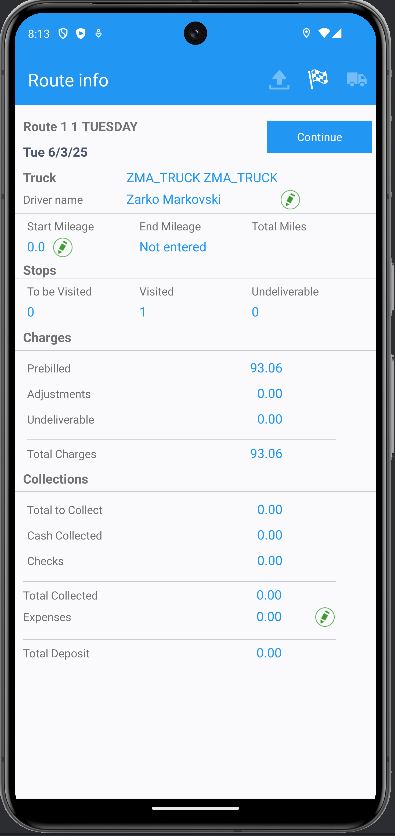 8:13
Route info
Route 1 1 TUESDAY
Continue
Tue 6/3/25
Truck ZMA_TRUCK ZMA_TRUCK
Driver name Zarko Markovski
Start Mileage End Mileage Total Miles
0.0 Not entered
Stops
To be Visited Visited Undeliverable
0 1 0
Charges
Prebilled 93.06
Adjustments 0.00
Undeliverable 0.00
Total Charges 93.06
Collections
Total to Collect 0.00
Cash Collected 0.00
Checks 0.00
Total Collected 0.00
Expenses 0.00
Total Deposit 0.00